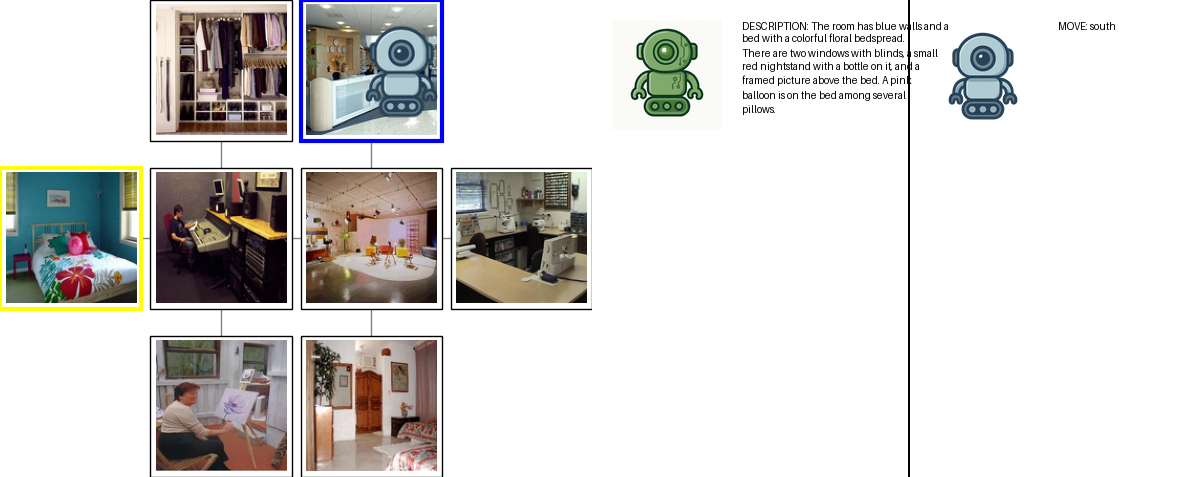 DESCRIPTION: The room has blue walls and a
bed with a colorful floral bedspread.
There are two windows with blinds, a small
red nightstand with a bottle on it, and a
framed picture above the bed. A pink
balloon is on the bed among several
pillows.
MOVE: south